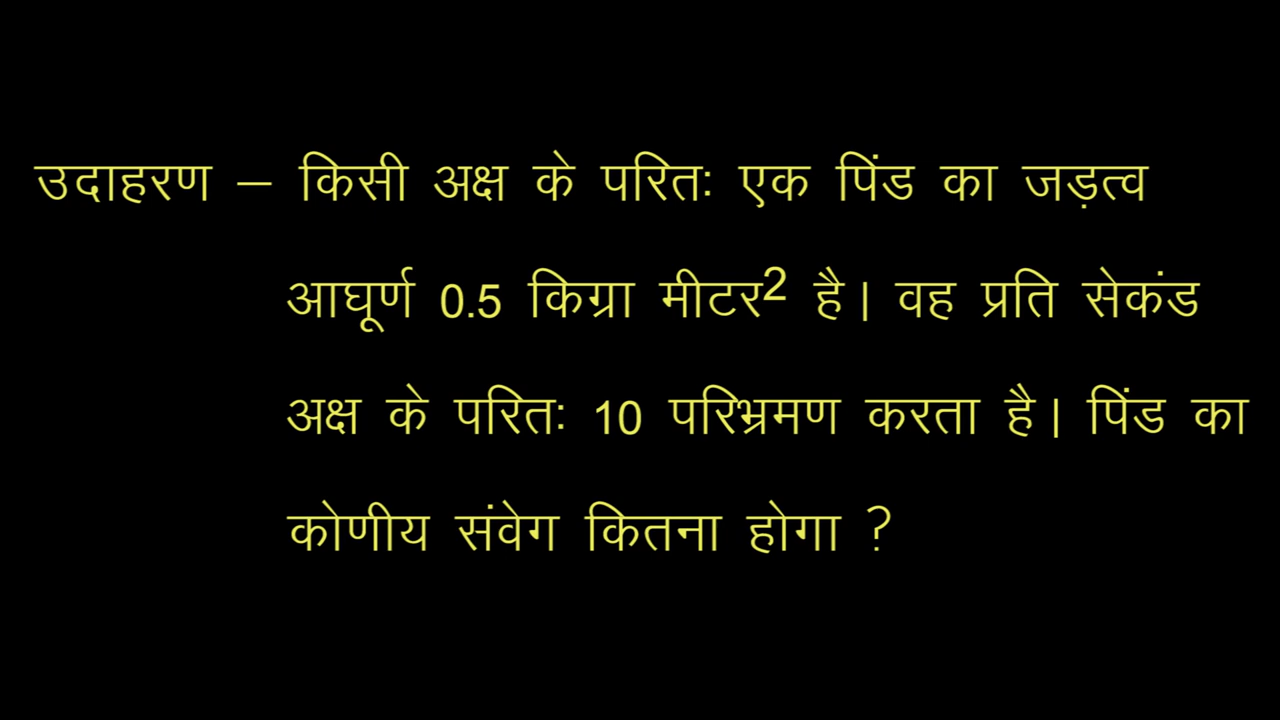 उदाहरण – किसी अक्ष के परितः एक पिंड का जड़त्व
आघूर्ण 0.5 किग्रा मीटर² है। वह प्रति सेकंड
अक्ष के परितः 10 परिभ्रमण करता है। पिंड का
कोणीय संवेग कितना होगा ?